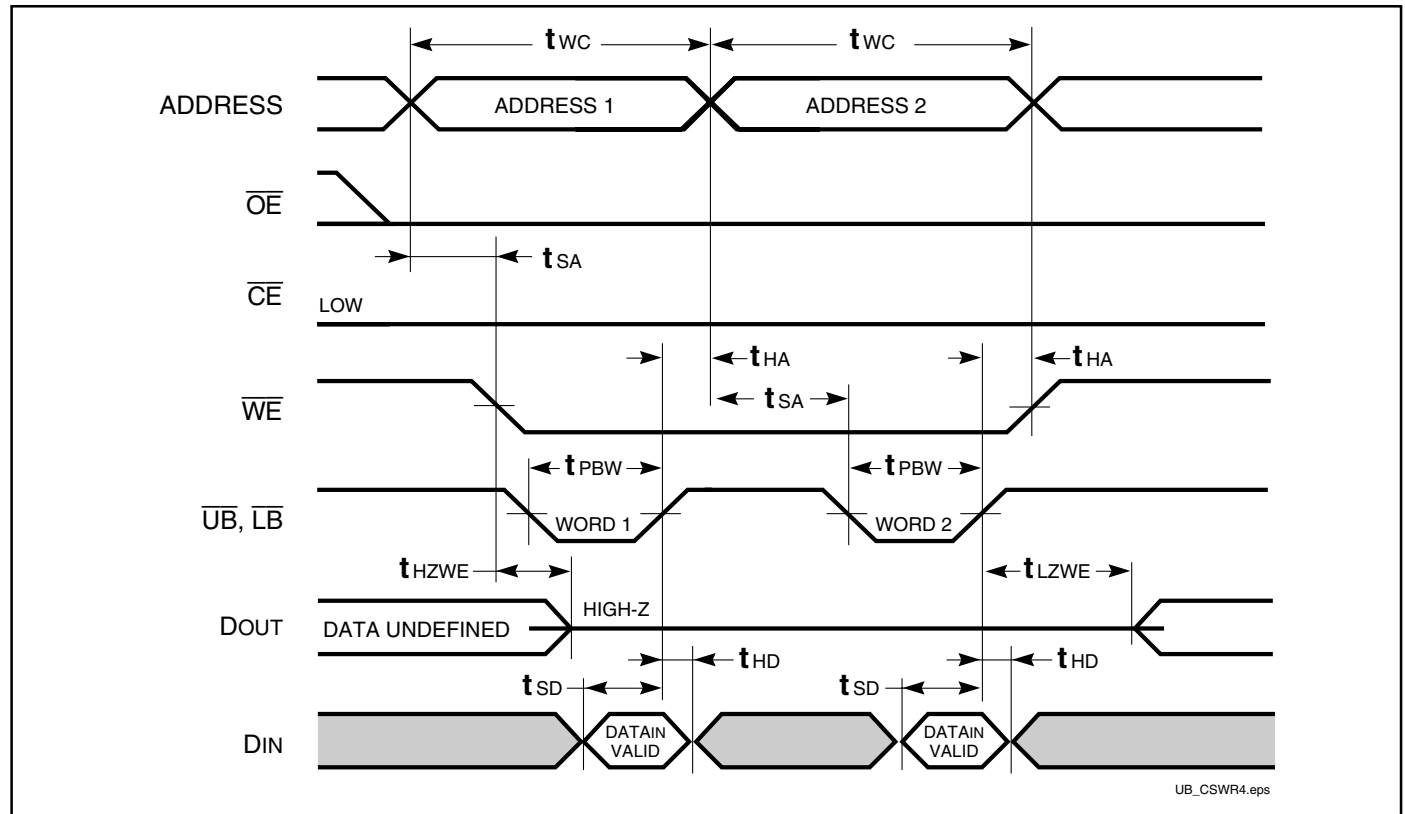 tWC tWC
ADDRESS ADDRESS 1 ADDRESS 2
OE
tSA
CE LOW
tHA tHA
WE tSA
tPBW tPBW
UB, LB WORD 1 WORD 2
tHZWE tLZWE
DOUT DATA UNDEFINED HIGH-Z
tHD tHD
tSD tSD
DIN DATAIN VALID DATAIN VALID
UB_CSWR4.eps